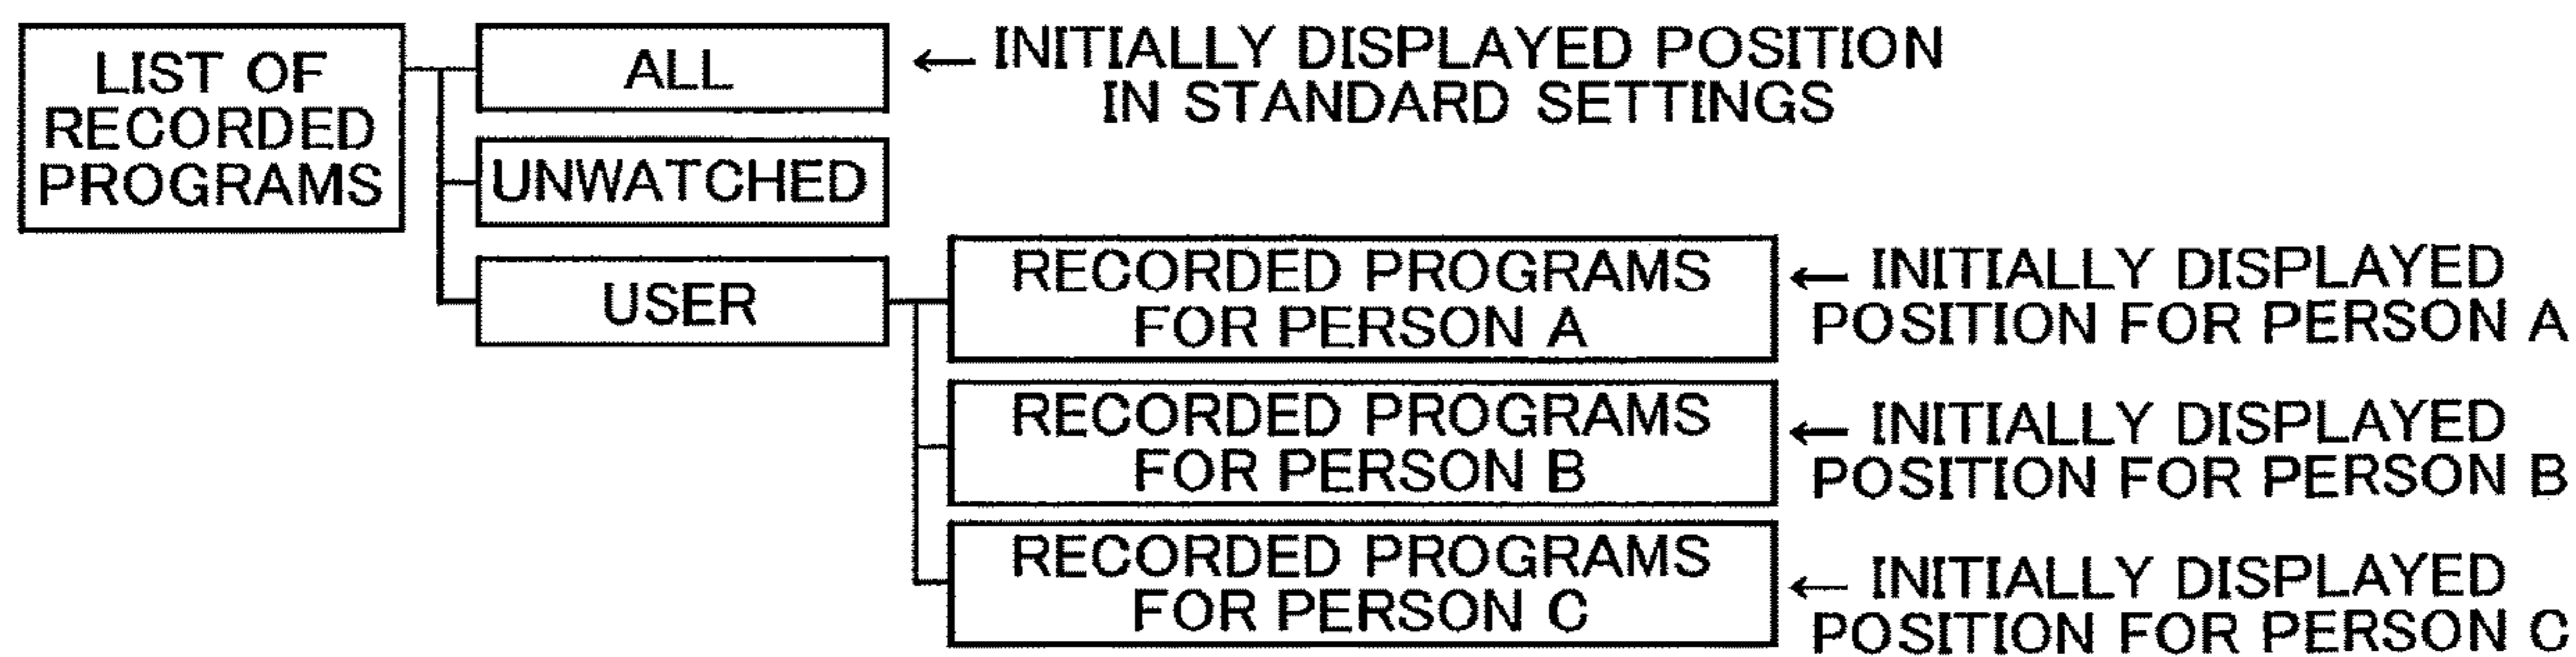 LIST OF
RECORDED
PROGRAMS
ALL
← INITIALLY DISPLAYED POSITION
IN STANDARD SETTINGS
UNWATCHED
USER
RECORDED PROGRAMS
FOR PERSON A
← INITIALLY DISPLAYED
POSITION FOR PERSON A
RECORDED PROGRAMS
FOR PERSON B
← INITIALLY DISPLAYED
POSITION FOR PERSON B
RECORDED PROGRAMS
FOR PERSON C
← INITIALLY DISPLAYED
POSITION FOR PERSON C